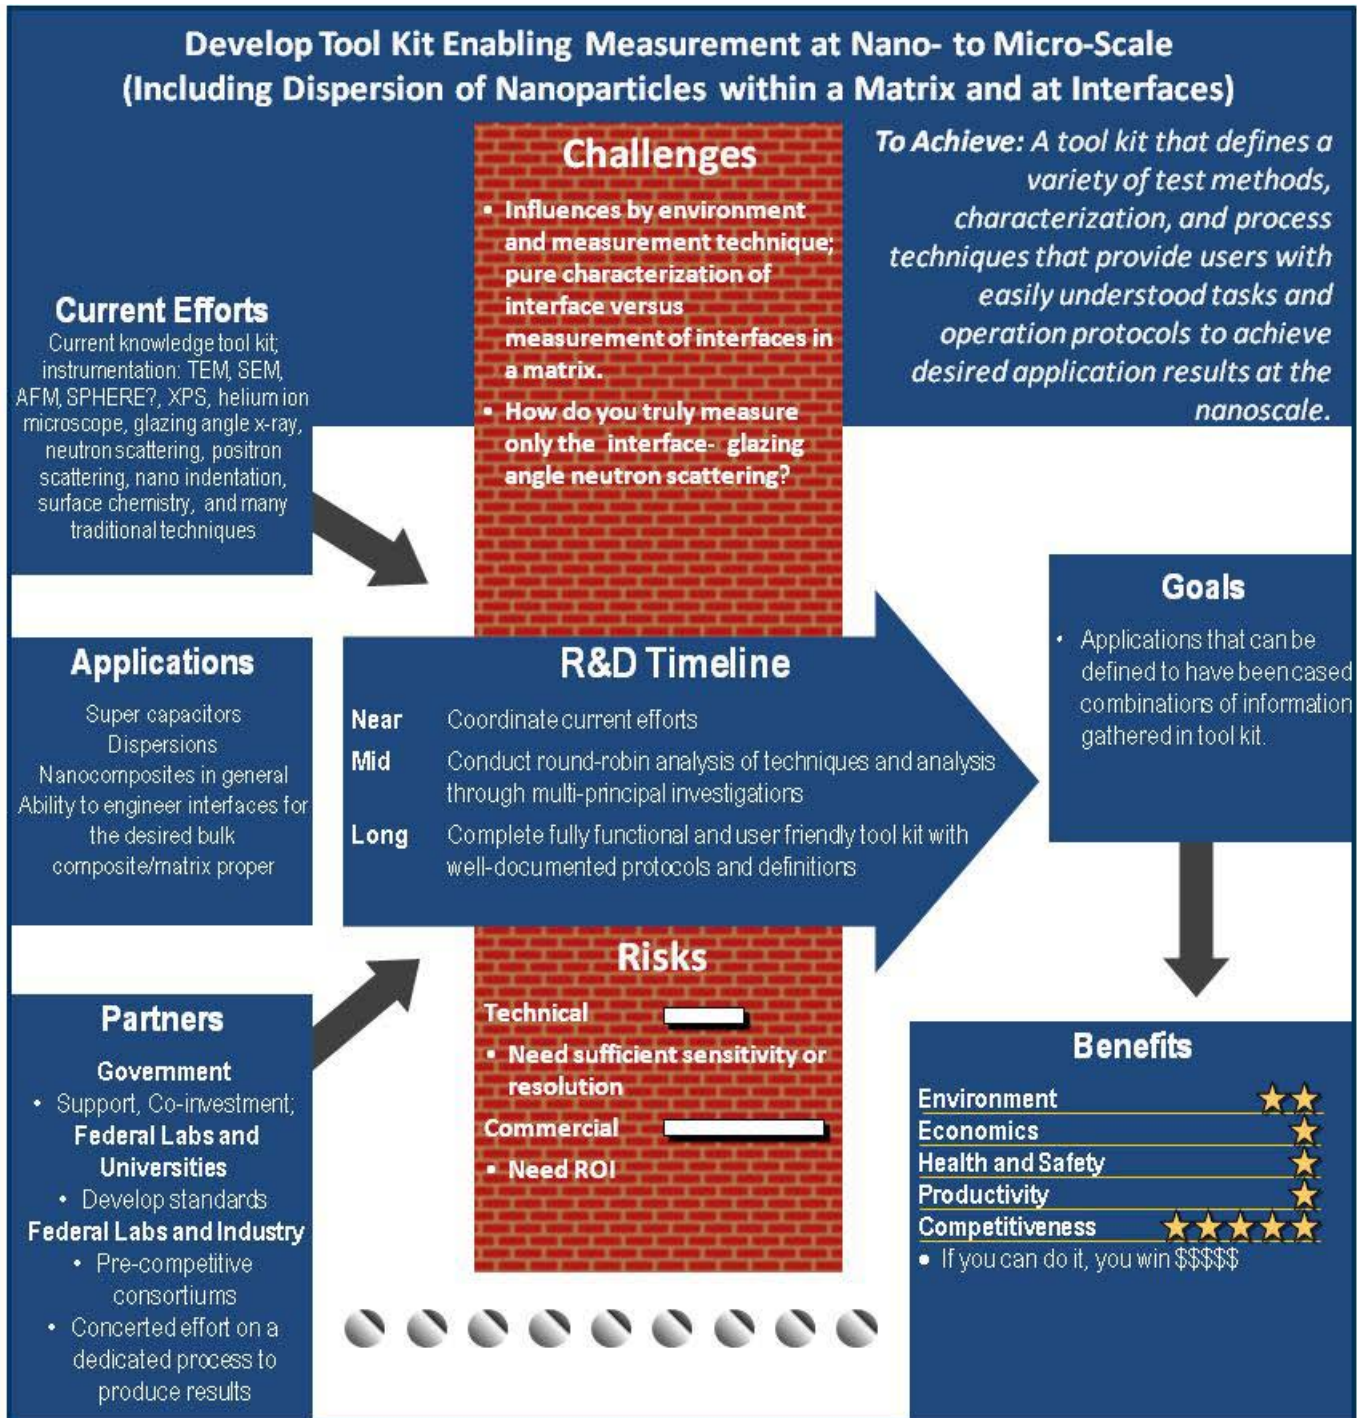 Develop Tool Kit Enabling Measurement at Nano- to Micro-Scale
(Including Dispersion of Nanoparticles within a Matrix and at Interfaces)
Challenges
• Influences by environment
and measurement technique;
pure characterization of
interface versus
measurement of interfaces in
a matrix.
• How do you truly measure
only the interface- glazing
angle neutron scattering?
To Achieve: A tool kit that defines a
variety of test methods,
characterization, and process
techniques that provide users with
easily understood tasks and
operation protocols to achieve
desired application results at the
nanoscale.
Current Efforts
Current knowledge tool kit;
instrumentation: TEM, SEM,
AFM, SPHERE?, XPS, helium ion
microscope, glazing angle x-ray,
neutron scattering, positron
scattering, nano indentation,
surface chemistry, and many
traditional techniques
Applications
Super capacitors
Dispersions
Nanocomposites in general
Ability to engineer interfaces for
the desired bulk
composite/matrix proper
R&D Timeline
Near Coordinate current efforts
Mid Conduct round-robin analysis of techniques and analysis
through multi-principal investigations
Long Complete fully functional and user friendly tool kit with
well-documented protocols and definitions
Goals
• Applications that can be
defined to have been cased
combinations of information
gathered in tool kit.
Partners
Government
• Support, Co-investment;
Federal Labs and
Universities
• Develop standards
Federal Labs and Industry
• Pre-competitive
consortiums
• Concerted effort on a
dedicated process to
produce results
Risks
Technical
• Need sufficient sensitivity or
resolution
Commercial
• Need ROI
Benefits
Environment
Economics
Health and Safety
Productivity
Competitiveness
• If you can do it, you win $$$$$